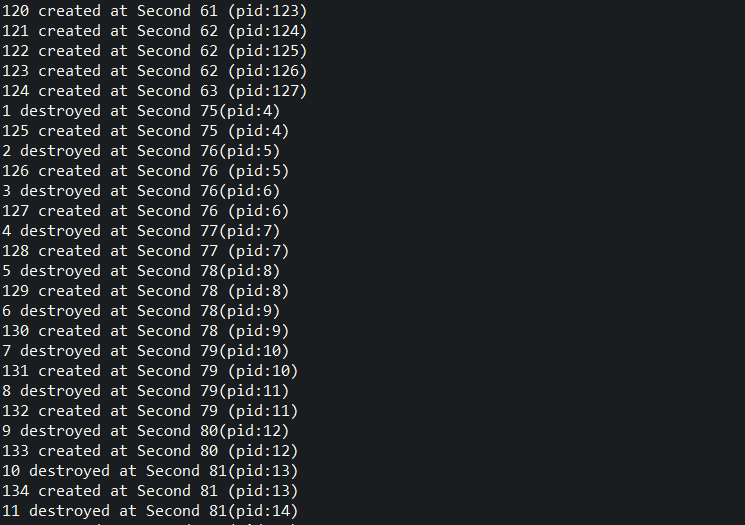 120 created at Second 61 (pid:123)
121 created at Second 62 (pid:124)
122 created at Second 62 (pid:125)
123 created at Second 62 (pid:126)
124 created at Second 63 (pid:127)
1 destroyed at Second 75(pid:4)
125 created at Second 75 (pid:4)
2 destroyed at Second 76(pid:5)
126 created at Second 76 (pid:5)
3 destroyed at Second 76(pid:6)
127 created at Second 76 (pid:6)
4 destroyed at Second 77(pid:7)
128 created at Second 77 (pid:7)
5 destroyed at Second 78(pid:8)
129 created at Second 78 (pid:8)
6 destroyed at Second 78(pid:9)
130 created at Second 78 (pid:9)
7 destroyed at Second 79(pid:10)
131 created at Second 79 (pid:10)
8 destroyed at Second 79(pid:11)
132 created at Second 79 (pid:11)
9 destroyed at Second 80(pid:12)
133 created at Second 80 (pid:12)
10 destroyed at Second 81(pid:13)
134 created at Second 81 (pid:13)
11 destroyed at Second 81(pid:14)